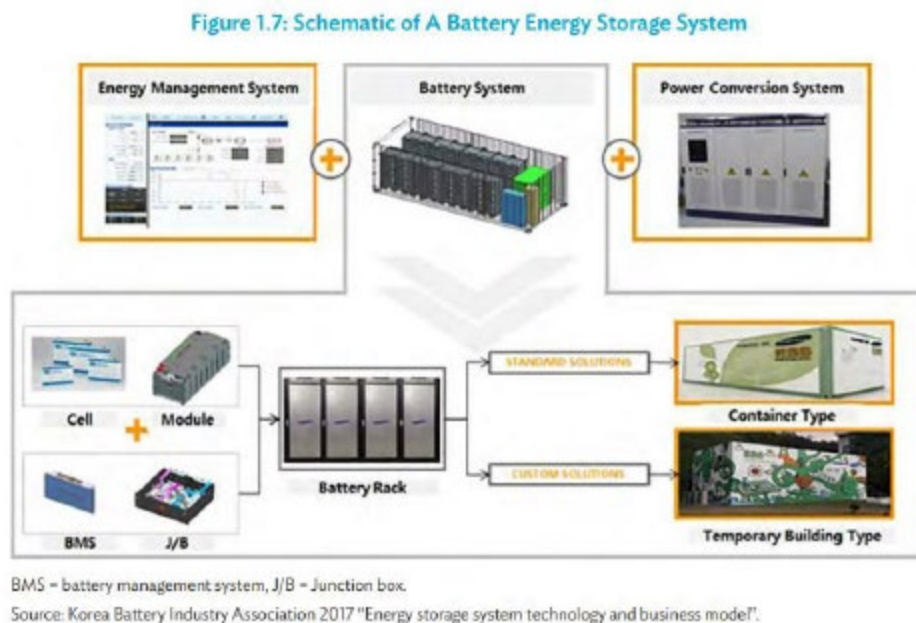 Figure 1.7: Schematic of A Battery Energy Storage System
Energy Management System
Battery System
Power Conversion System
Cell
Module
BMS
J/B
Battery Rack
STANDARD SOLUTIONS
CUSTOM SOLUTIONS
Container Type
Temporary Building Type
BMS = battery management system, J/B = Junction box.
Source: Korea Battery Industry Association 2017 "Energy storage system technology and business model".